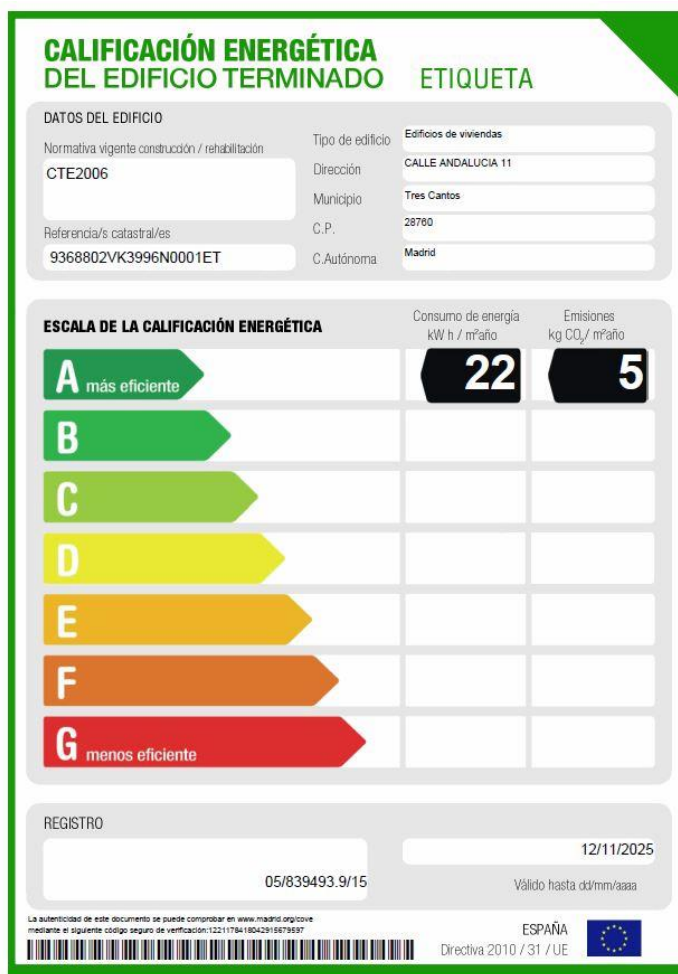 CALIFICACIÓN ENERGÉTICA
DEL EDIFICIO TERMINADO ETIQUETA
DATOS DEL EDIFICIO
Normativa vigente construcción / rehabilitación
CTE2006
Referencia/s catastral/es
9368802VK3996N0001ET
Tipo de edificio Edificios de viviendas
Dirección CALLE ANDALUCIA 11
Municipio Tres Cantos
C.P. 28760
C.Autónoma Madrid
ESCALA DE LA CALIFICACIÓN ENERGÉTICA
Consumo de energía
kW h / m²año
Emisiones
kg CO₂/ m²año
A más eficiente 22 5
B
C
D
E
F
G menos eficiente
REGISTRO
05/839493.9/15
12/11/2025
Válido hasta dd/mm/aaaa
La autenticidad de este documento se puede comprobar en www.madrid.org/cove
mediante el siguiente código seguro de verificación:1221178418042915679597
ESPAÑA
Directiva 2010 / 31 / UE